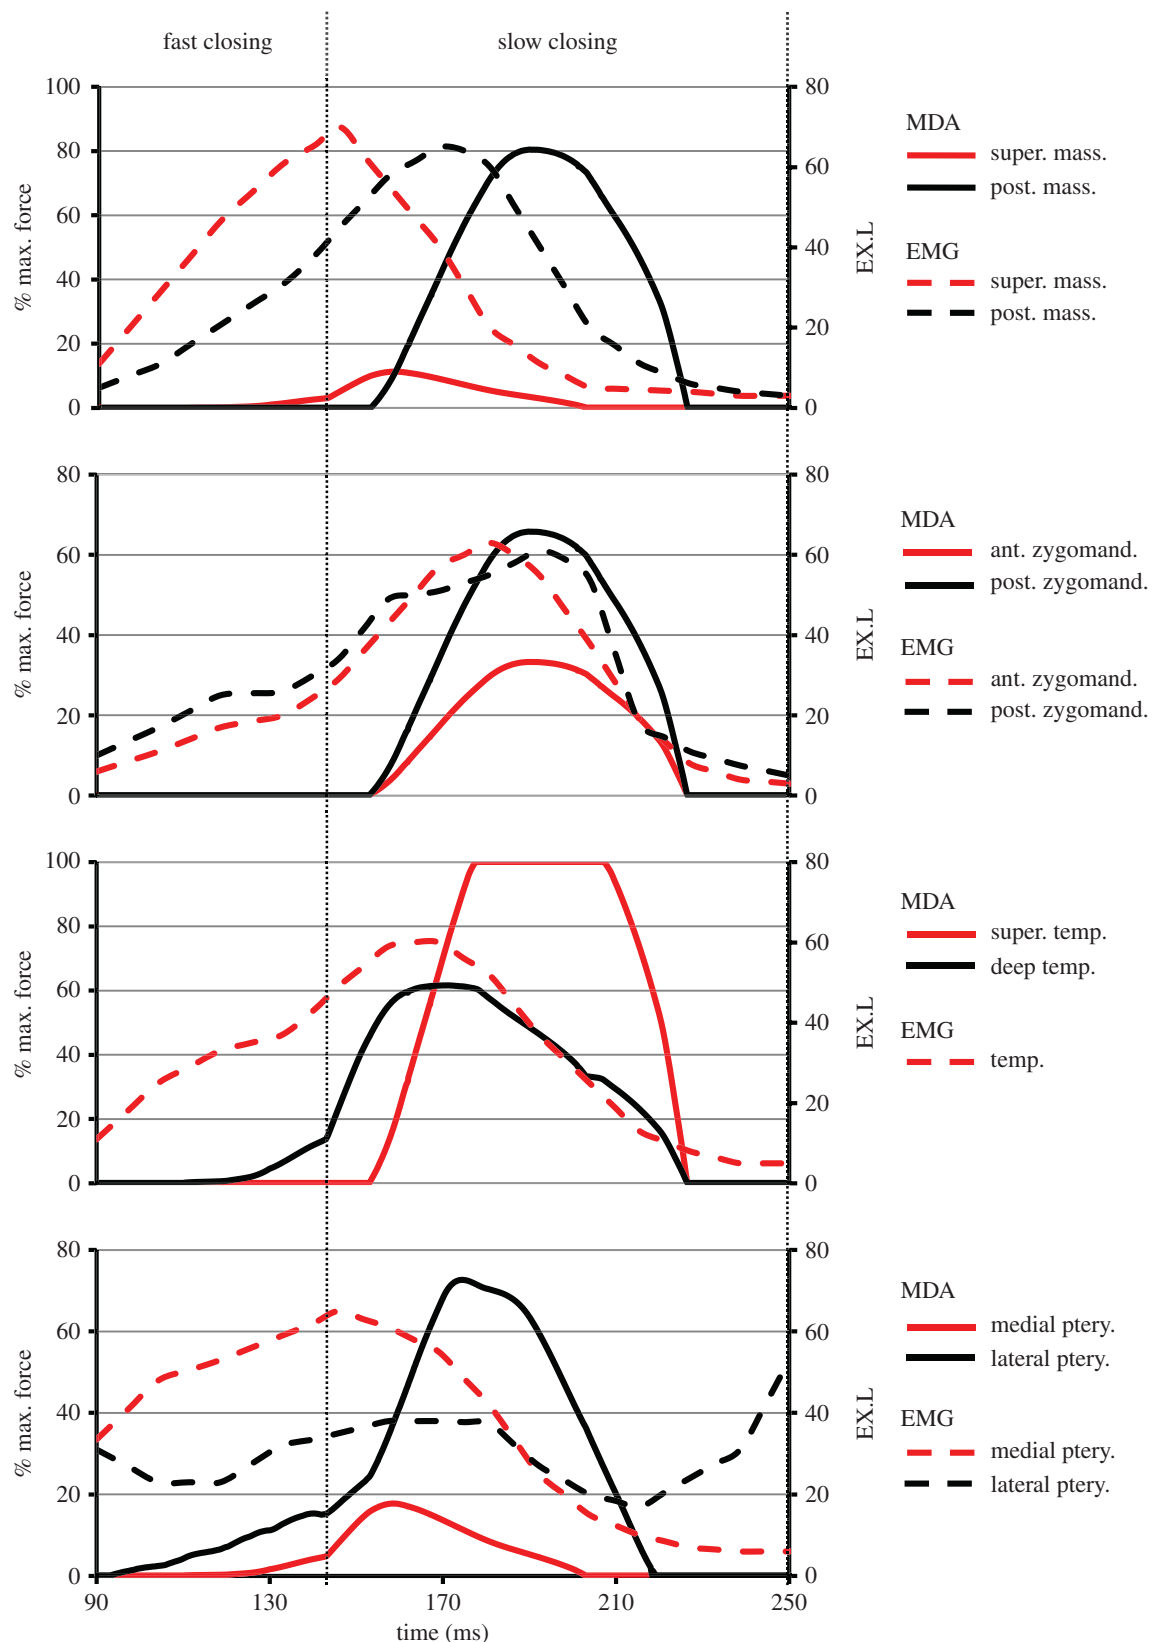 fast closing
slow closing
100
80
60
40
20
0
% max. force
80
60
40
20
0
EX.L
MDA
super. mass.
post. mass.
EMG
super. mass.
post. mass.
80
60
40
20
0
% max. force
80
60
40
20
0
EX.L
MDA
ant. zygomand.
post. zygomand.
EMG
ant. zygomand.
post. zygomand.
100
80
60
40
20
0
% max. force
80
60
40
20
0
EX.L
MDA
super. temp.
deep temp.
EMG
temp.
80
60
40
20
0
% max. force
80
60
40
20
0
EX.L
MDA
medial ptery.
lateral ptery.
EMG
medial ptery.
lateral ptery.
90
130
170
210
250
time (ms)